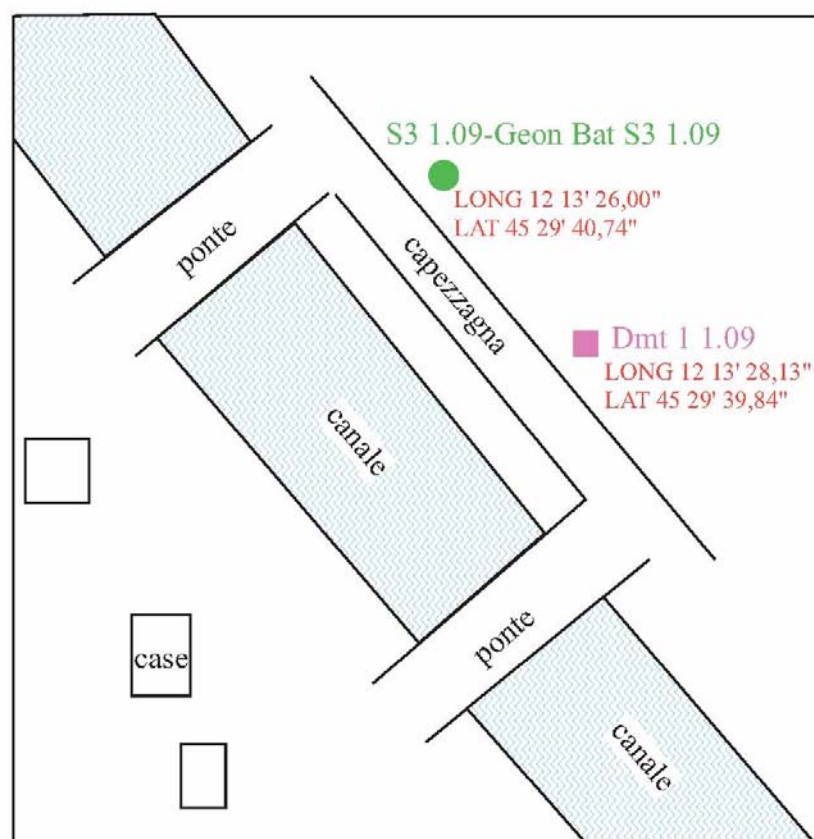 S3 1.09-Geon Bat S3 1.09
LONG 12 13' 26,00"
LAT 45 29' 40,74"
ponte
capezzagna
Dmt 1 1.09
LONG 12 13' 28,13"
LAT 45 29' 39,84"
canale
ponte
case
canale